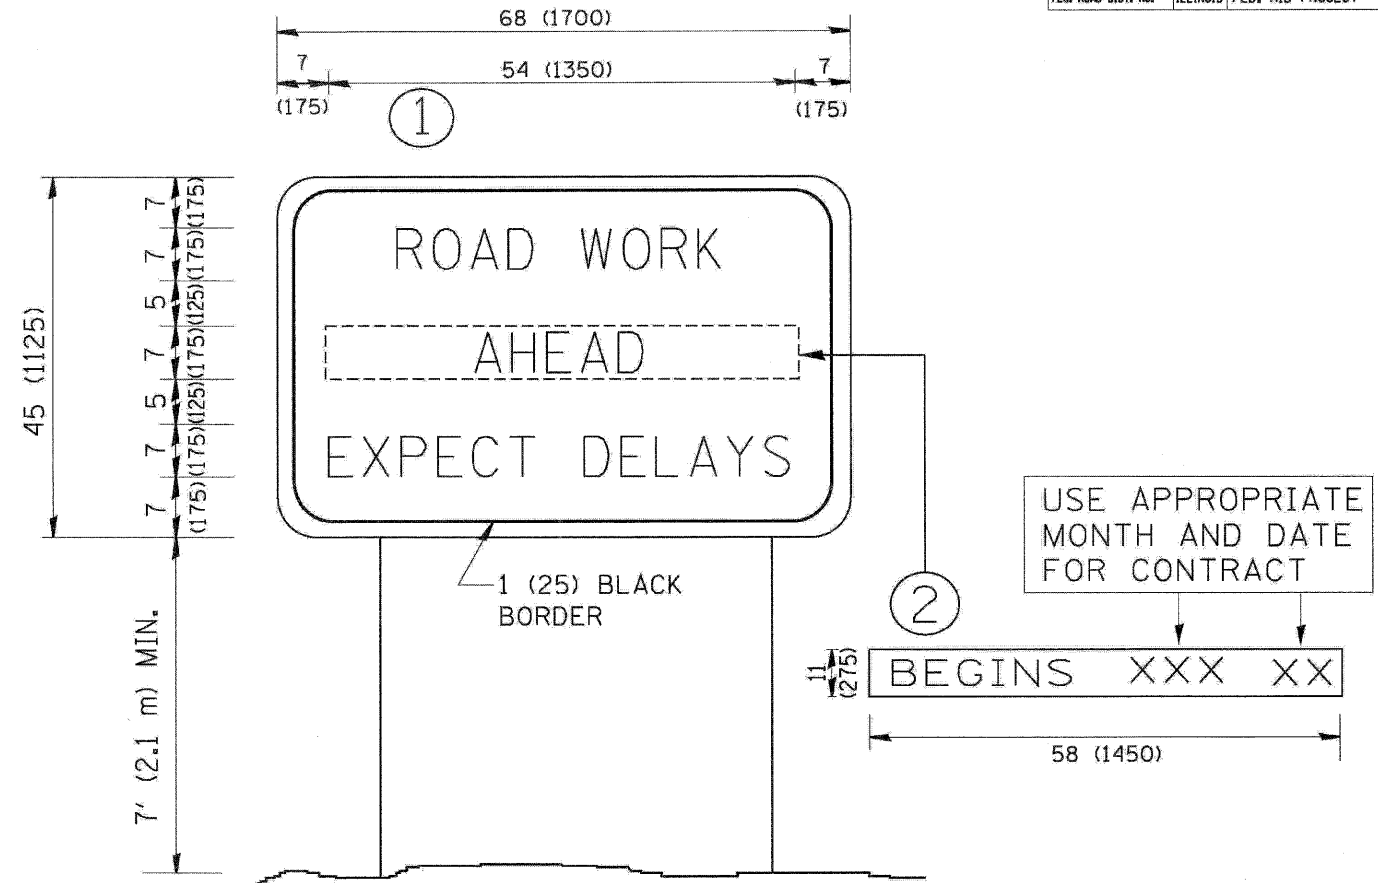 68 (1700)
7 54 (1350) 7
(175) (175)
1
45 (1125)
7 (175)
7 (175)
5 (125)
7 (175)
5 (125)
7 (175)
7 (175)
ROAD WORK
AHEAD
EXPECT DELAYS
1 (25) BLACK
BORDER
7' (2.1 m) MIN.
2
USE APPROPRIATE
MONTH AND DATE
FOR CONTRACT
11 (275)
BEGINS XXX XX
58 (1450)